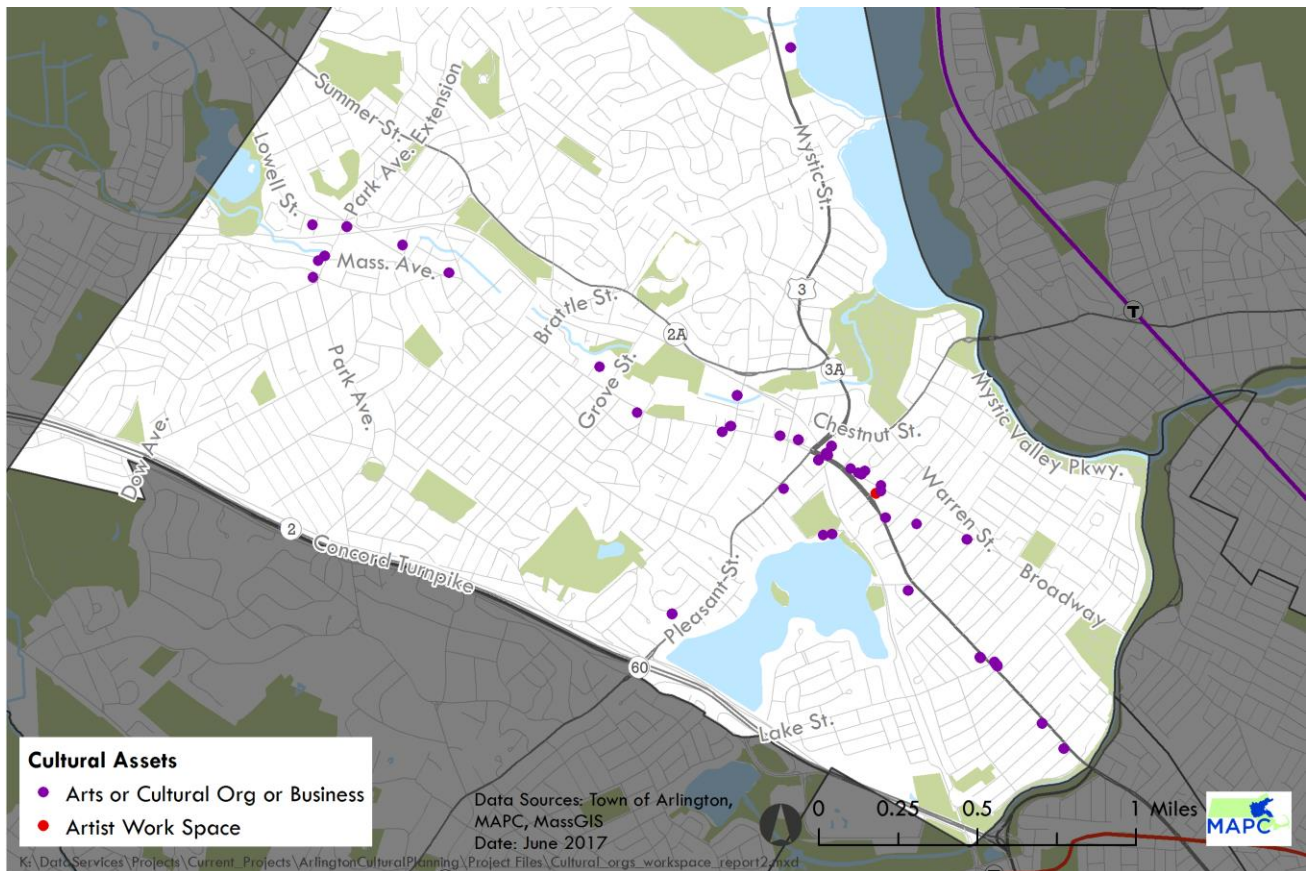 Summer St.
Lowell St.
Park Ave. Extension
Mystic St.
Mass. Ave.
3
T
Brattle St.
2A
Grove St.
3A
Park Ave.
Chestnut St.
Mystic Valley Pkwy.
Dow Ave.
Warren St.
2
Concord Turnpike
Broadway
Pleasant St.
60
Lake St.
Cultural Assets
Arts or Cultural Org or Business
Artist Work Space
Data Sources: Town of Arlington,
MAPC, MassGIS
Date: June 2017
0 0.25 0.5 1 Miles
MAPC
K:\DataServices\Projects\Current_Projects\ArlingtonCulturalPlanning\Project Files\Cultural_orgs_workspace_report2.mxd